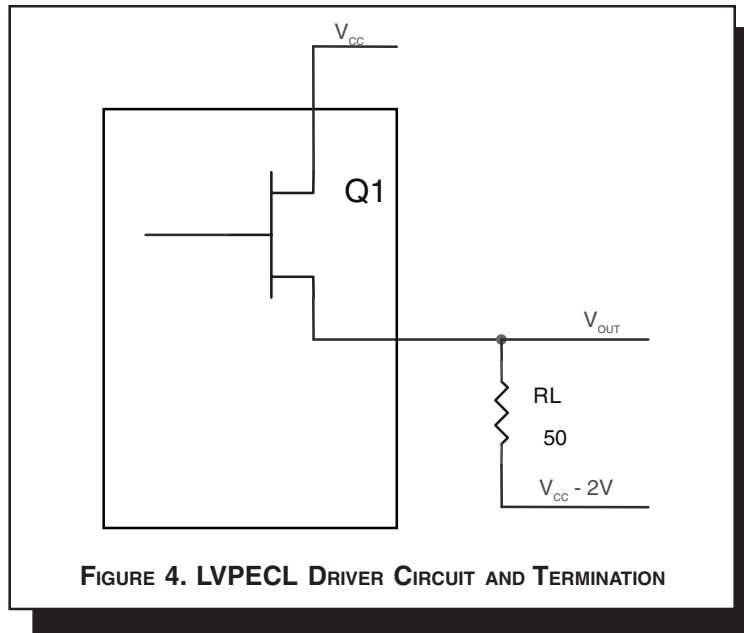 VCC
Q1
VOUT
RL
50
VCC - 2V
FIGURE 4. LVPECL DRIVER CIRCUIT AND TERMINATION